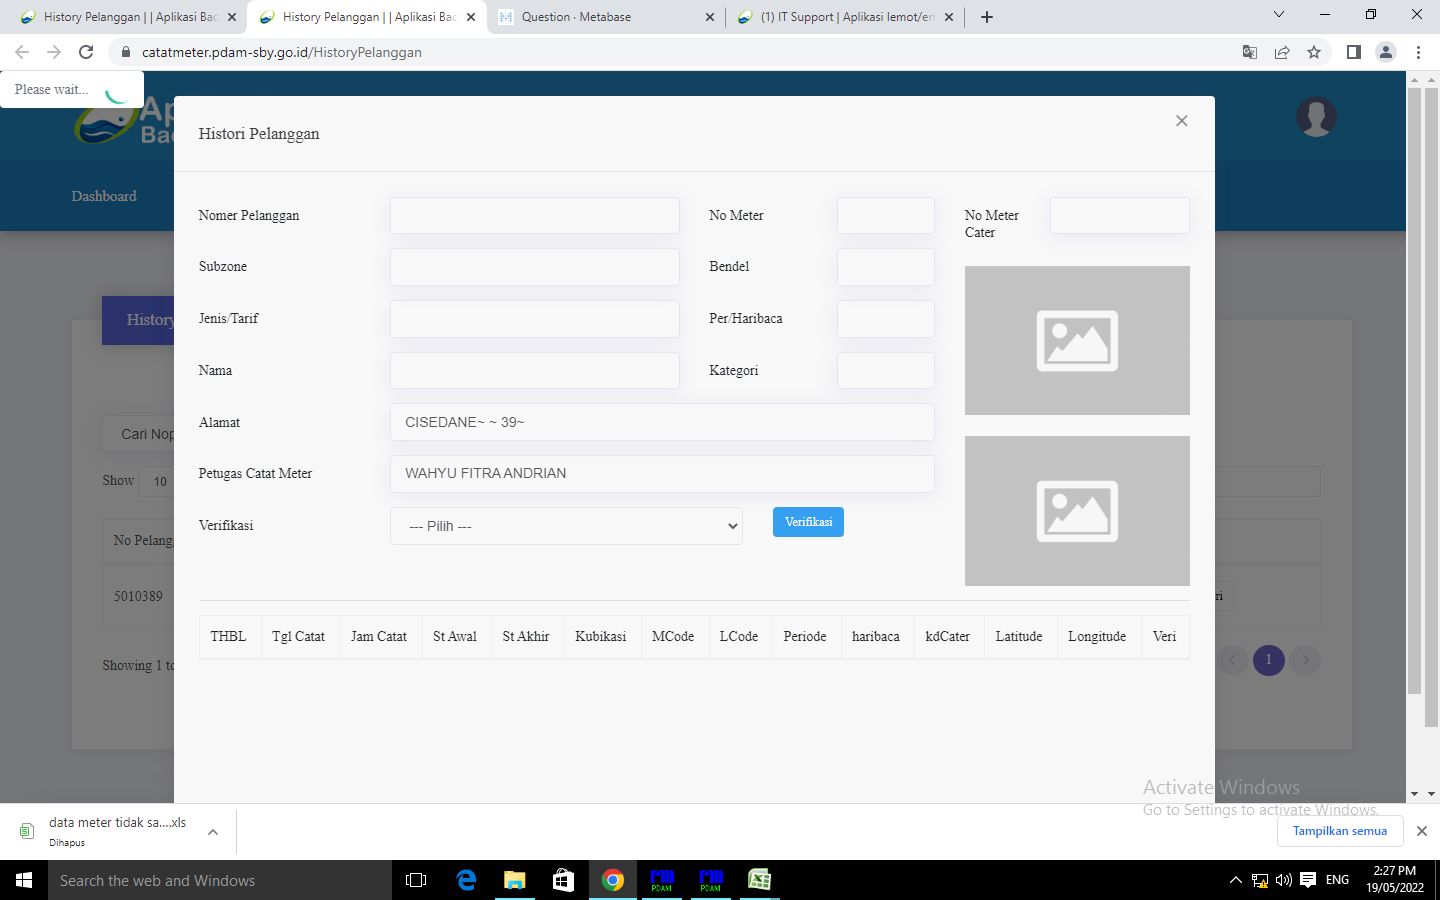 History Pelanggan | | Aplikasi Bac
History Pelanggan | | Aplikasi Bac
Question · Metabase
(1) IT Support | Aplikasi lemot/er
catatmeter.pdam-sby.go.id/HistoryPelanggan
Please wait...
Ap
Bac
Dashboard
Histori Pelanggan
Nomer Pelanggan
No Meter
No Meter
Cater
Subzone
Bendel
Jenis/Tarif
Per/Haribaca
Nama
Kategori
Alamat
CISEDANE~ ~ 39~
Petugas Catat Meter
WAHYU FITRA ANDRIAN
Verifikasi
--- Pilih ---
Verifikasi
THBL Tgl Catat Jam Catat St Awal St Akhir Kubikasi MCode LCode Periode haribaca kdCater Latitude Longitude Veri
History
Cari Nop
Show 10
No Pelang
5010389
ri
Showing 1 to
1
Activate Windows
Go to Settings to activate Windows.
data meter tidak sa....xls
Dihapus
Tampilkan semua
Search the web and Windows
PDAM
PDAM
ENG
2:27 PM
19/05/2022